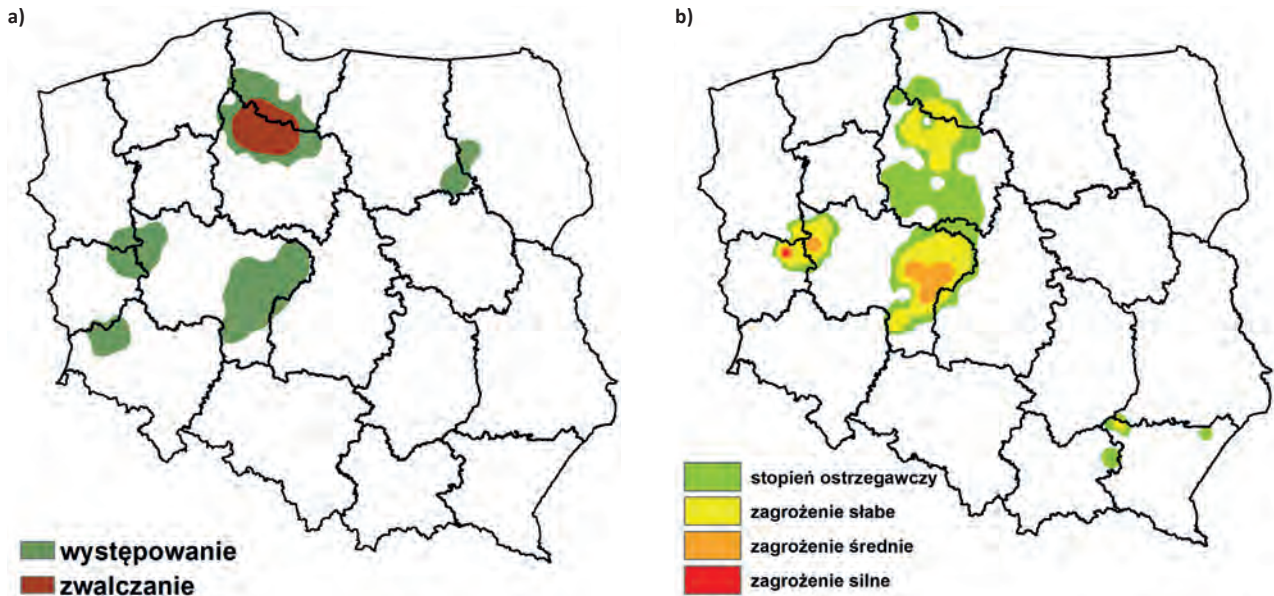 a)
występowanie
zwalczanie
b)
stopień ostrzegawczy
zagrożenie słabe
zagrożenie średnie
zagrożenie silne